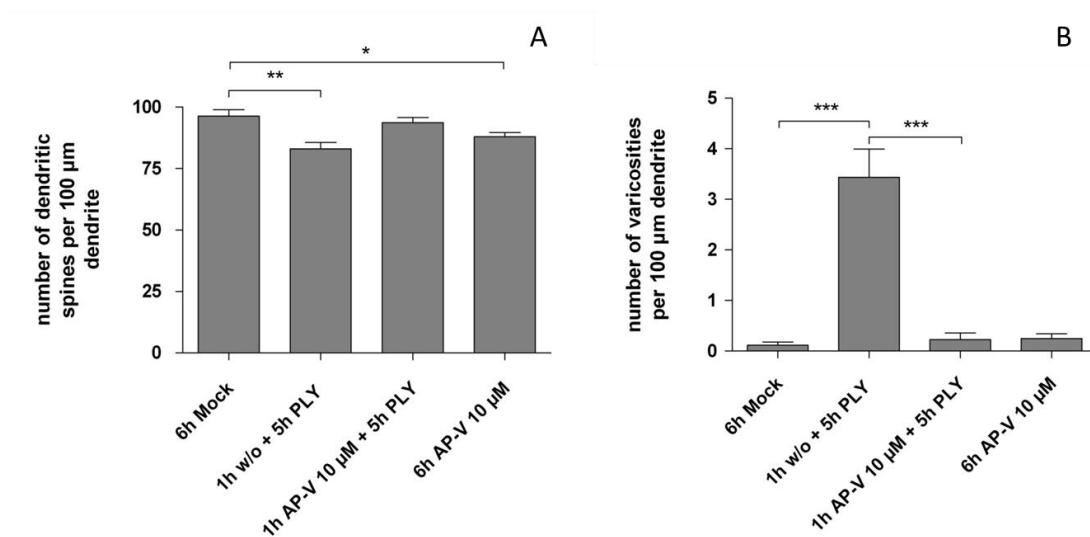 A
*
**
100
75
50
25
0
number of dendritic
spines per 100 µm
dendrite
6h Mock
1h w/o + 5h PLY
1h AP-V 10 µM + 5h PLY
6h AP-V 10 µM
B
***
***
5
4
3
2
1
0
number of varicosities
per 100 µm dendrite
6h Mock
1h w/o + 5h PLY
1h AP-V 10 µM + 5h PLY
6h AP-V 10 µM